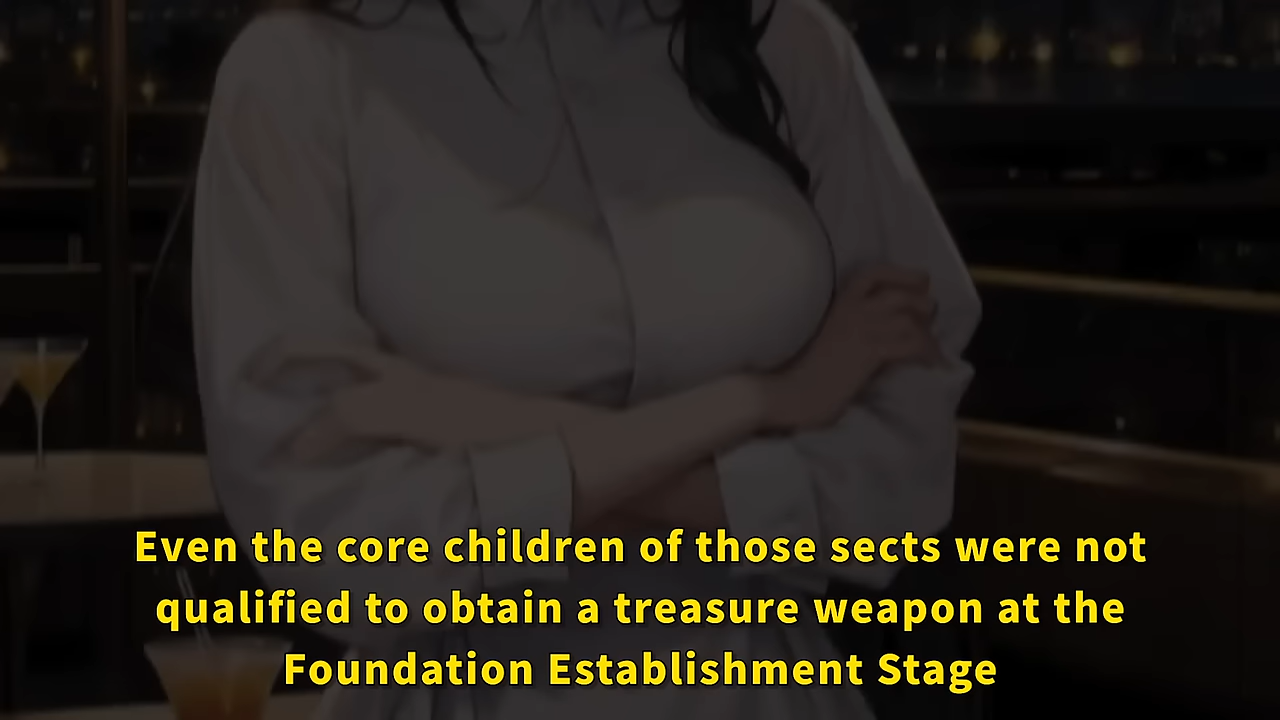 Even the core children of those sects were not
qualified to obtain a treasure weapon at the
Foundation Establishment Stage